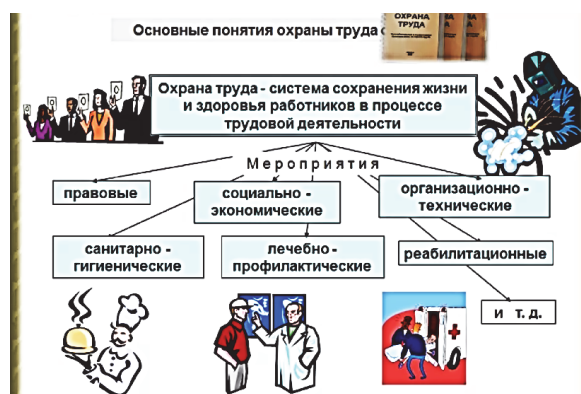 Основные понятия охраны труда
ОХРАНА
ТРУДА
Охрана труда - система сохранения жизни
и здоровья работников в процессе
трудовой деятельности
Мероприятия
правовые
социально -
экономические
организационно -
технические
санитарно -
гигиенические
лечебно -
профилактические
реабилитационные
и т. д.